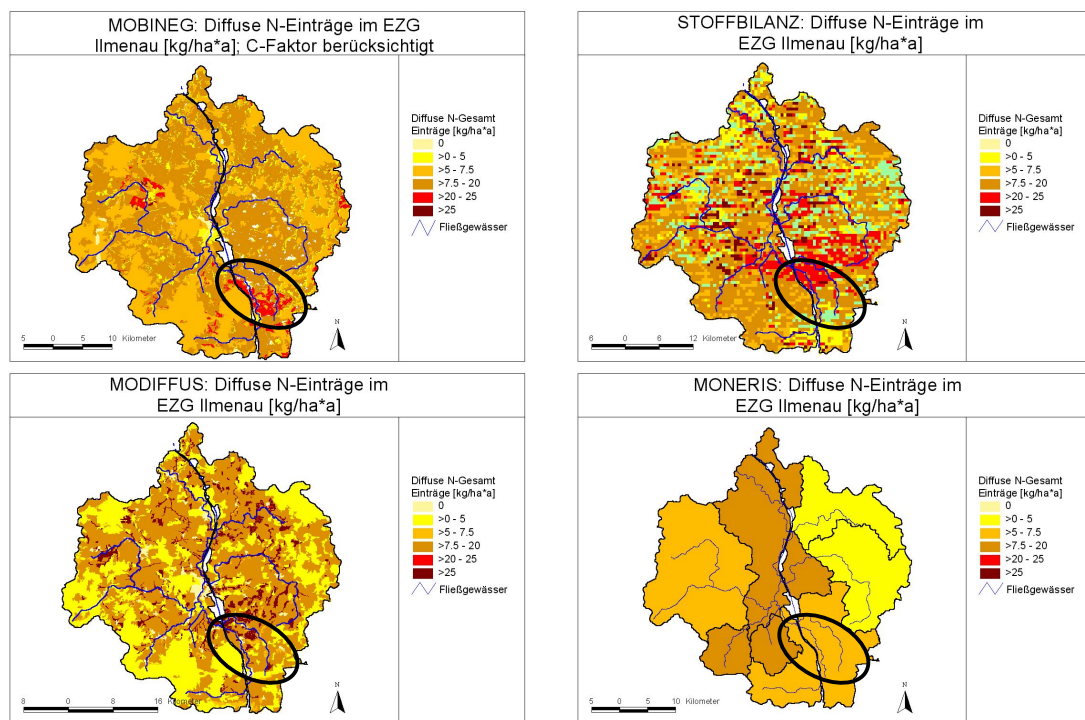 MOBINEG: Diffuse N-Einträge im EZG
Ilmenau [kg/ha*a]; C-Faktor berücksichtigt
Diffuse N-Gesamt
Einträge [kg/ha*a]
0
>0 - 5
>5 - 7.5
>7.5 - 20
>20 - 25
>25
Fließgewässer
5 0 5 10 Kilometer
N
STOFFBILANZ: Diffuse N-Einträge im
EZG Ilmenau [kg/ha*a]
Diffuse N-Gesamt
Einträge [kg/ha*a]
0
>0 - 5
>5 - 7.5
>7.5 - 20
>20 - 25
>25
Fließgewässer
6 0 6 12 Kilometer
N
MODIFFUS: Diffuse N-Einträge im
EZG Ilmenau [kg/ha*a]
Diffuse N-Gesamt
Einträge [kg/ha*a]
0
>0 - 5
>5 - 7.5
>7.5 - 20
>20 - 25
>25
Fließgewässer
8 0 8 16 Kilometer
N
MONERIS: Diffuse N-Einträge im
EZG Ilmenau [kg/ha*a]
Diffuse N-Gesamt
Einträge [kg/ha*a]
0
>0 - 5
>5 - 7.5
>7.5 - 20
>20 - 25
>25
Fließgewässer
5 0 5 10 Kilometer
N